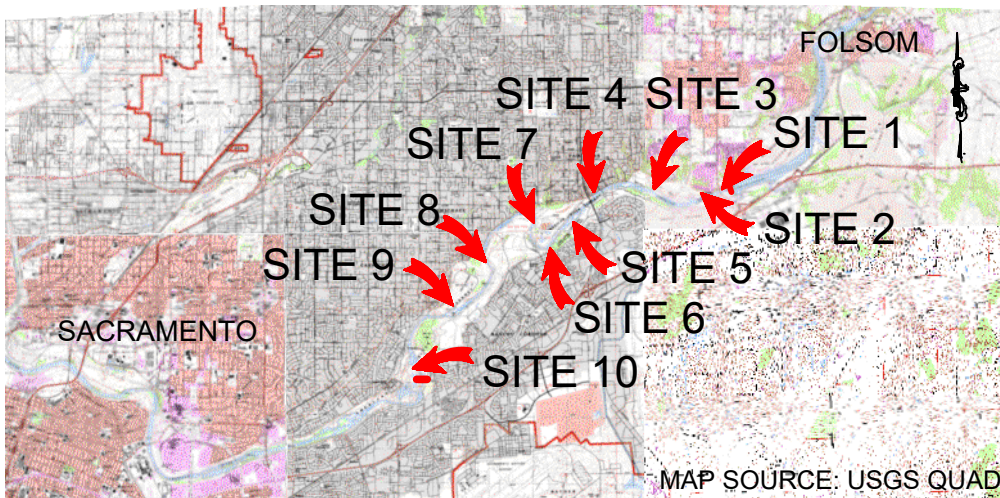 FOLSOM
SITE 4 SITE 3
SITE 7
SITE 1
SITE 8
SITE 2
SITE 9
SITE 5
SITE 6
SACRAMENTO
SITE 10
MAP SOURCE: USGS QUAD